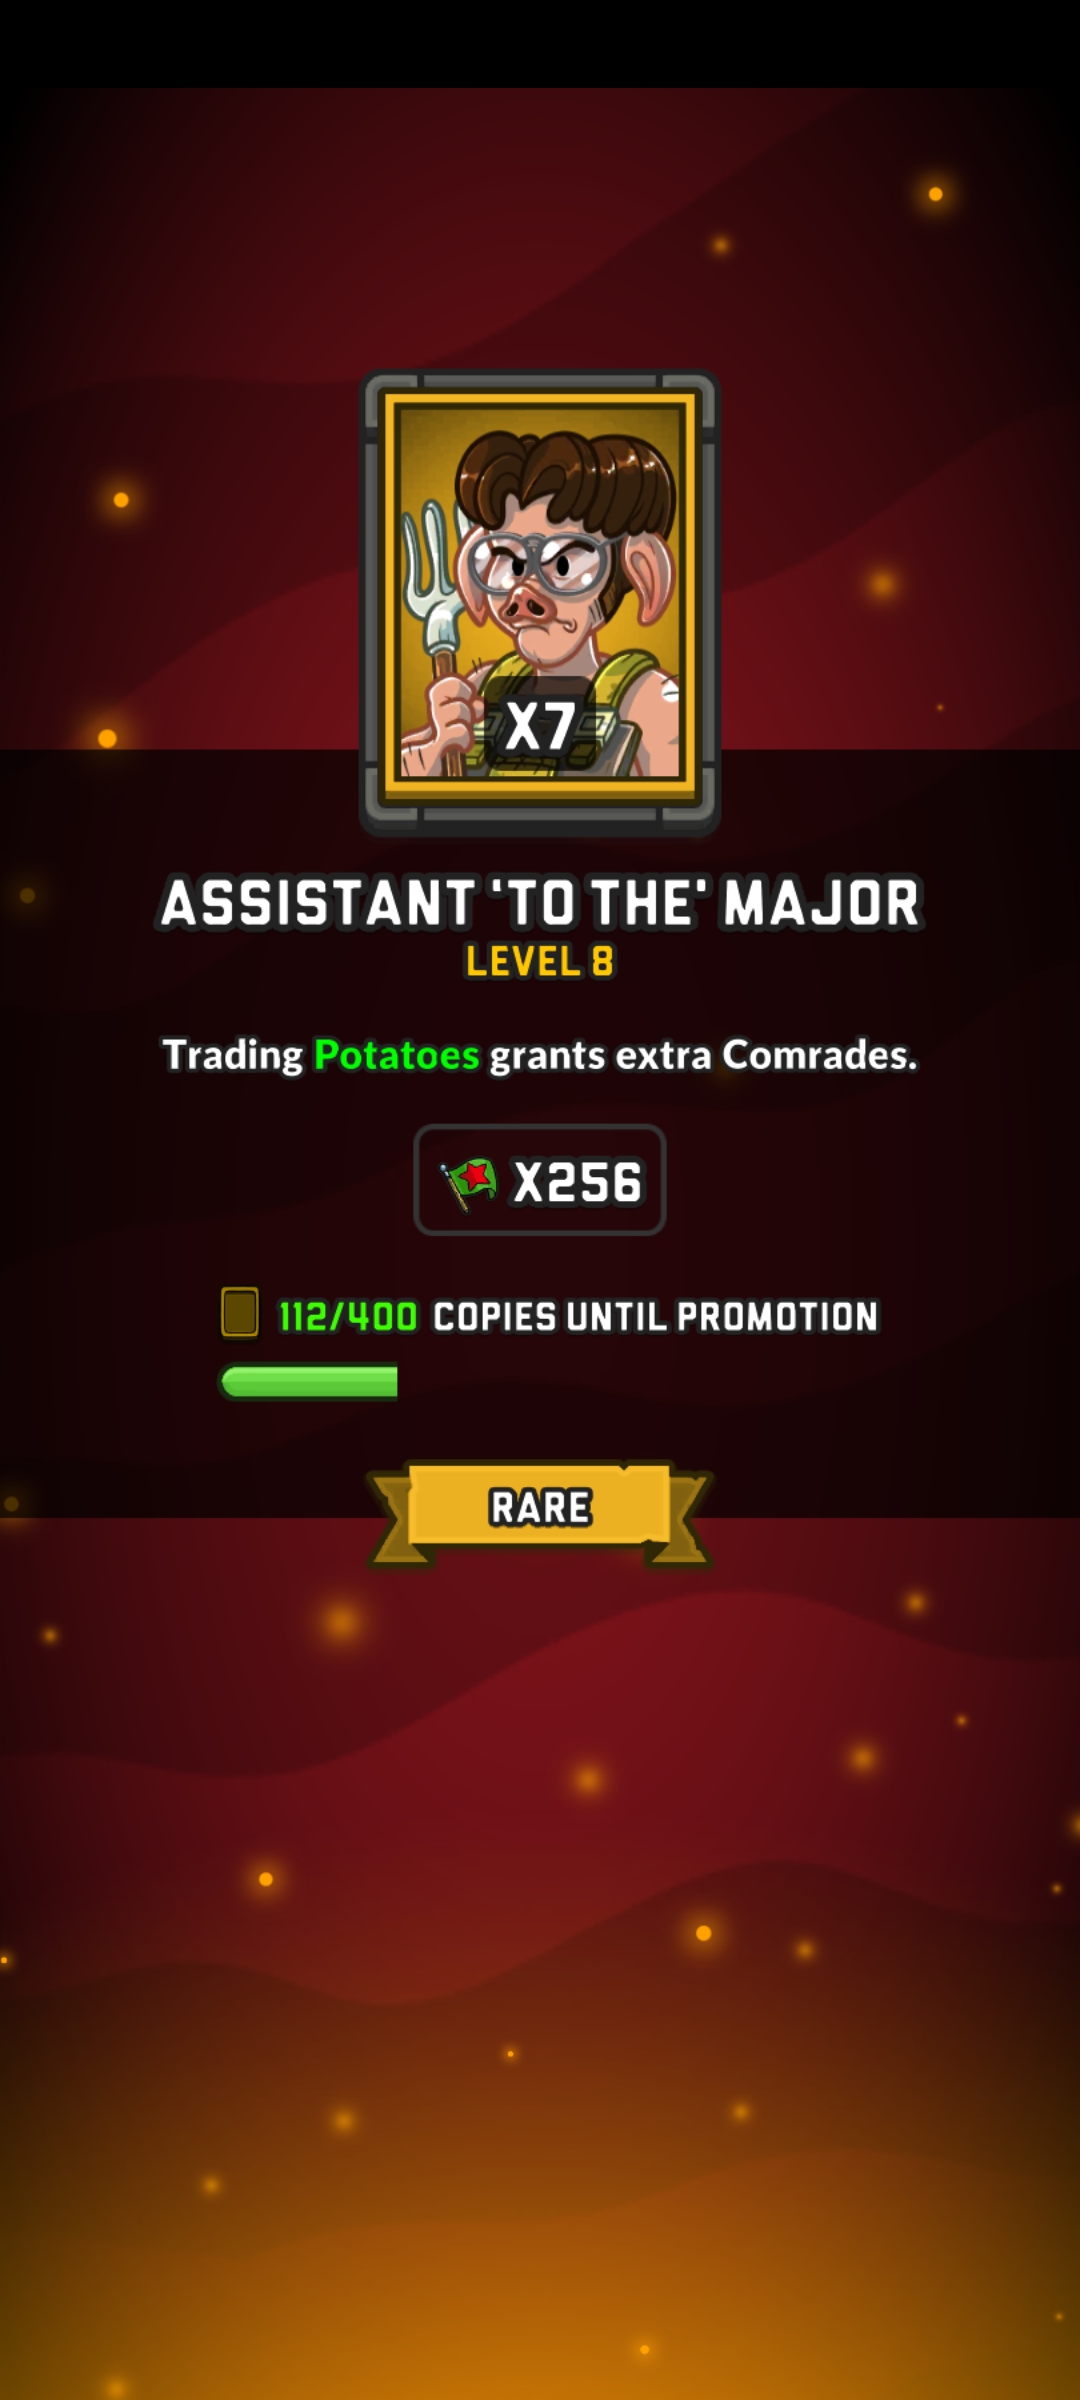 X7
ASSISTANT 'TO THE' MAJOR
LEVEL 8
Trading Potatoes grants extra Comrades.
X256
112/400 COPIES UNTIL PROMOTION
RARE